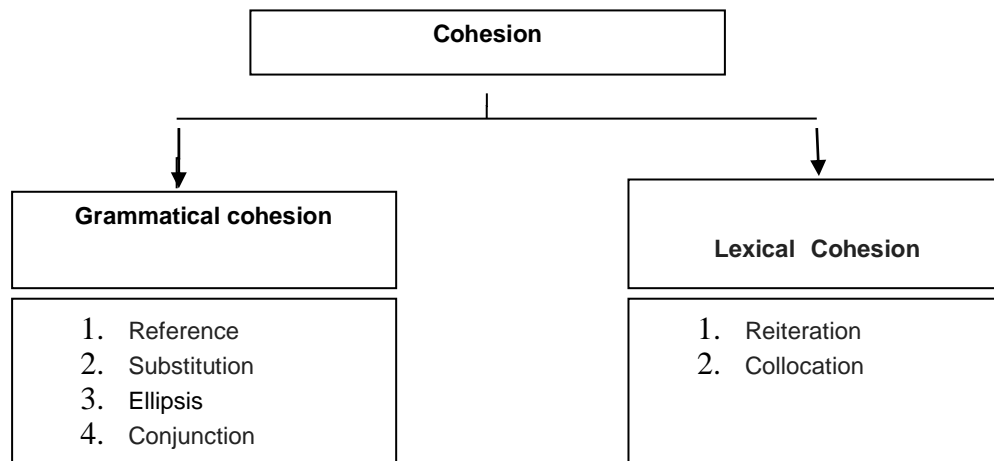 Cohesion
Grammatical cohesion
1. Reference
2. Substitution
3. Ellipsis
4. Conjunction
Lexical Cohesion
1. Reiteration
2. Collocation